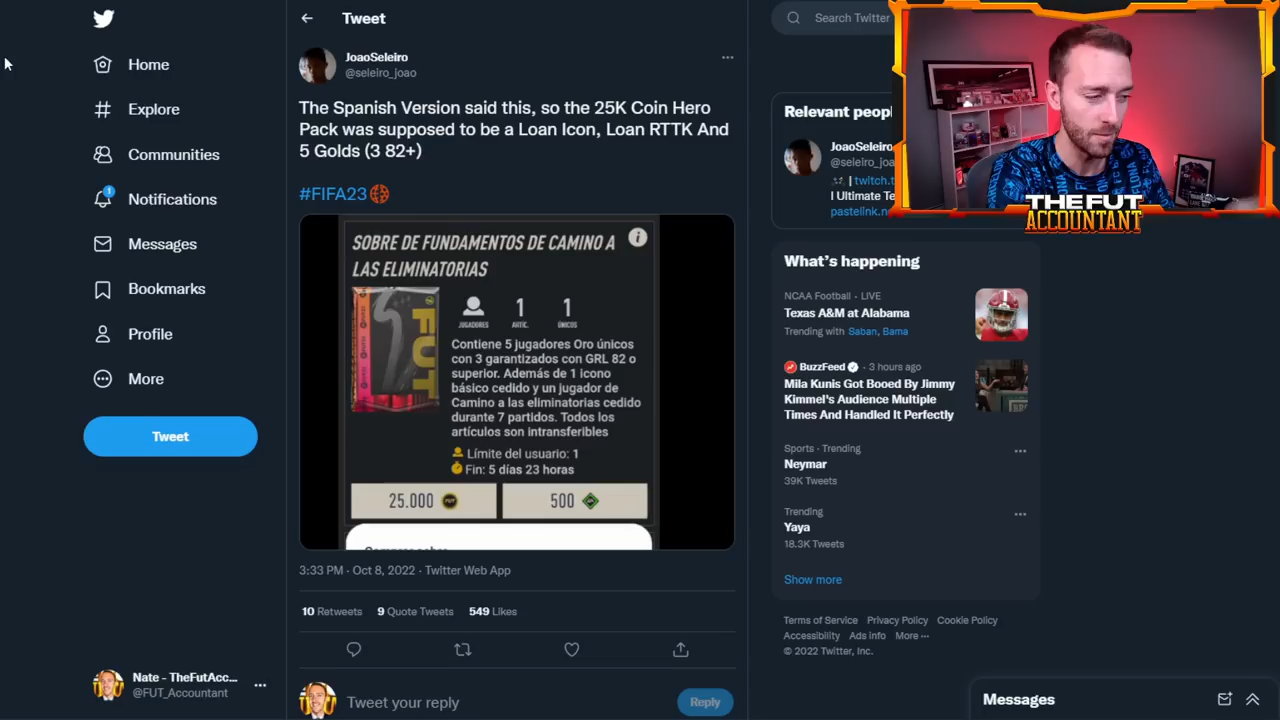 Home
Explore
Communities
1
Notifications
Messages
Bookmarks
Profile
More
Tweet
Nate - TheFutAcc...
@FUT_Accountant
Tweet
JoaoSeleiro
@seleiro_joao
The Spanish Version said this, so the 25K Coin Hero
Pack was supposed to be a Loan Icon, Loan RTTK And
5 Golds (3 82+)
#FIFA23
SOBRE DE FUNDAMENTOS DE CAMINO A
LAS ELIMINATORIAS
FUT
1 1
JUGADORES ARTÍC. ÚNICOS
Contiene 5 jugadores Oro únicos
con 3 garantizados con GRL 82 o
superior. Además de 1 icono
básico cedido y un jugador de
Camino a las eliminatorias cedido
durante 7 partidos. Todos los
artículos son intransferibles
Límite del usuario: 1
Fin: 5 días 23 horas
25.000 500
3:33 PM · Oct 8, 2022 · Twitter Web App
10 Retweets 9 Quote Tweets 549 Likes
Tweet your reply
Reply
Search Twitter
Relevant peopl
JoaoSeleiro
@seleiro_joa
| twitch.t
I Ultimate Te
pastelink.n
THE FUT
ACCOUNTANT
What's happening
NCAA Football · LIVE
Texas A&M at Alabama
Trending with Saban, Bama
BuzzFeed · 3 hours ago
Mila Kunis Got Booed By Jimmy
Kimmel's Audience Multiple
Times And Handled It Perfectly
Sports · Trending
Neymar
39K Tweets
Trending
Yaya
18.3K Tweets
Show more
Terms of Service Privacy Policy Cookie Policy
Accessibility Ads info More ...
© 2022 Twitter, Inc.
Messages